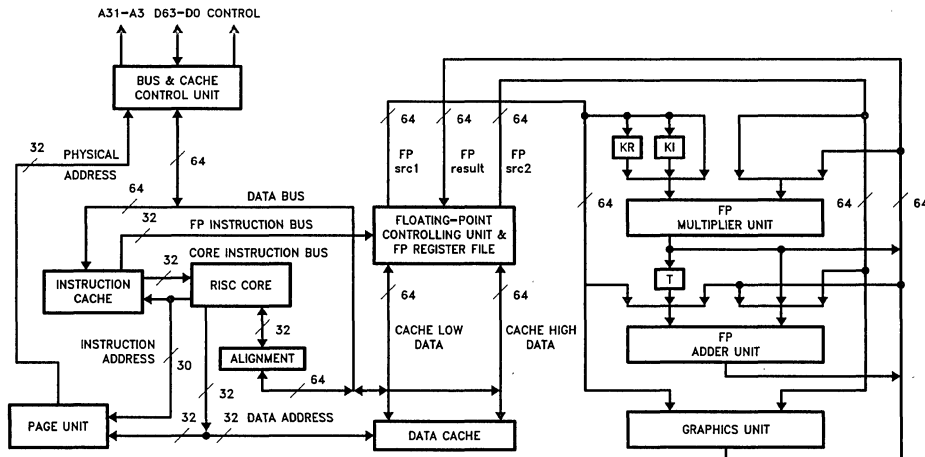 A31-A3 D63-D0 CONTROL
BUS & CACHE
CONTROL UNIT
32
PHYSICAL
ADDRESS
64
64
DATA BUS
32
FP INSTRUCTION BUS
CORE INSTRUCTION BUS
32
INSTRUCTION
CACHE
RISC CORE
INSTRUCTION
ADDRESS
30
32
ALIGNMENT
32
64
PAGE UNIT
32
32
DATA ADDRESS
DATA CACHE
64
64
64
FP
src1
FP
result
FP
src2
FLOATING-POINT
CONTROLLING UNIT &
FP REGISTER FILE
64
64
CACHE LOW
DATA
CACHE HIGH
DATA
KR
KI
64
64
64
FP
MULTIPLIER UNIT
T
FP
ADDER UNIT
GRAPHICS UNIT